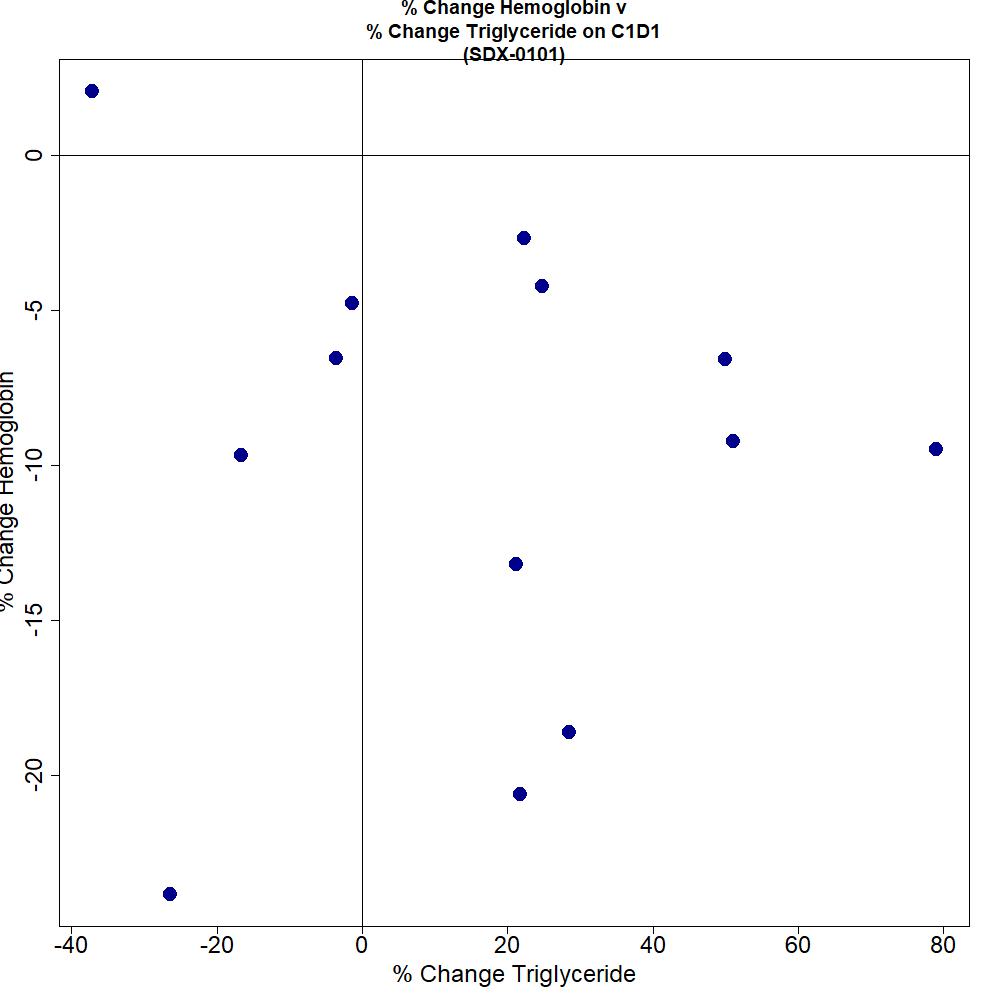 % Change Hemoglobin v
% Change Triglyceride on C1D1
(SDX-0101)
0
-5
-10
-15
-20
% Change Hemoglobin
-40
-20
0
20
40
60
80
% Change Triglyceride